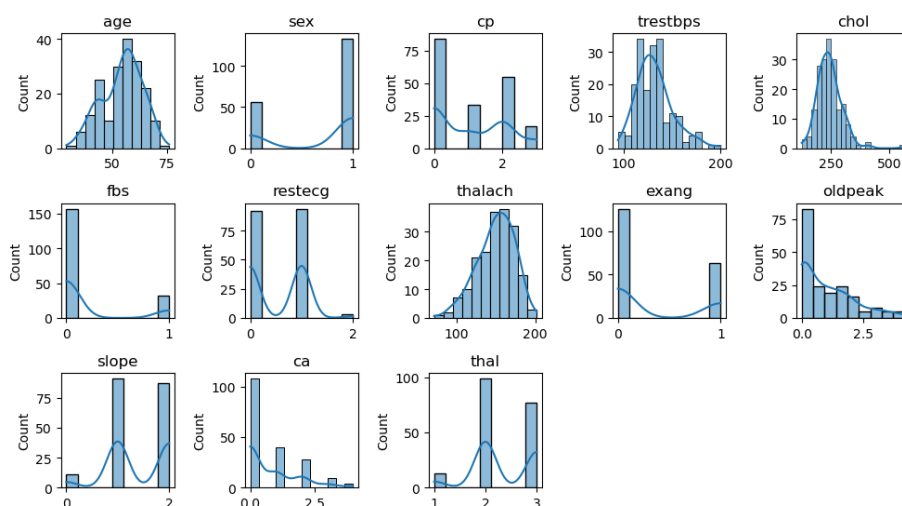 age sex cp trestbps chol
40 20 0 Count 50 75
100 50 0 Count 0 1
75 50 25 0 Count 0 2
30 20 10 0 Count 100 200
30 20 10 0 Count 250 500
fbs restecg thalach exang oldpeak
150 100 50 0 Count 0 1
75 50 25 0 Count 0 1 2
30 20 10 0 Count 100 150 200
100 50 0 Count 0 1
75 50 25 0 Count 0.0 2.5
slope ca thal
75 50 25 0 Count 0 1 2
100 50 0 Count 0.0 2.5
100 50 0 Count 1 2 3